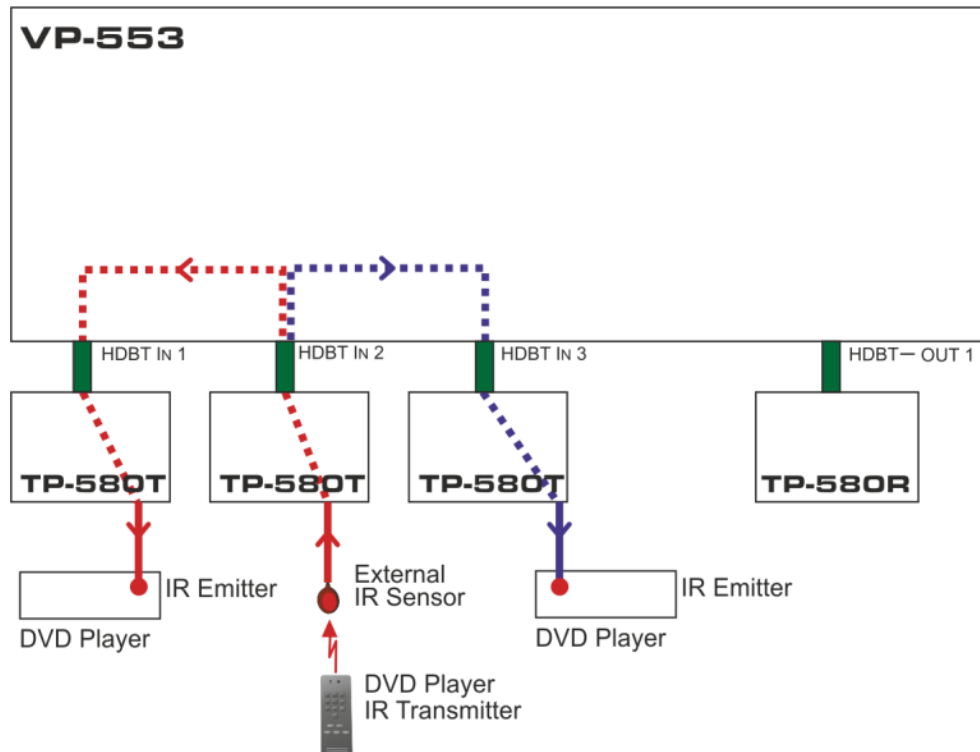 VP-553
HDBT IN 1
HDBT IN 2
HDBT IN 3
HDBT— OUT 1
TP-580T
TP-580T
TP-580T
TP-580R
IR Emitter
DVD Player
External
IR Sensor
IR Emitter
DVD Player
DVD Player
IR Transmitter